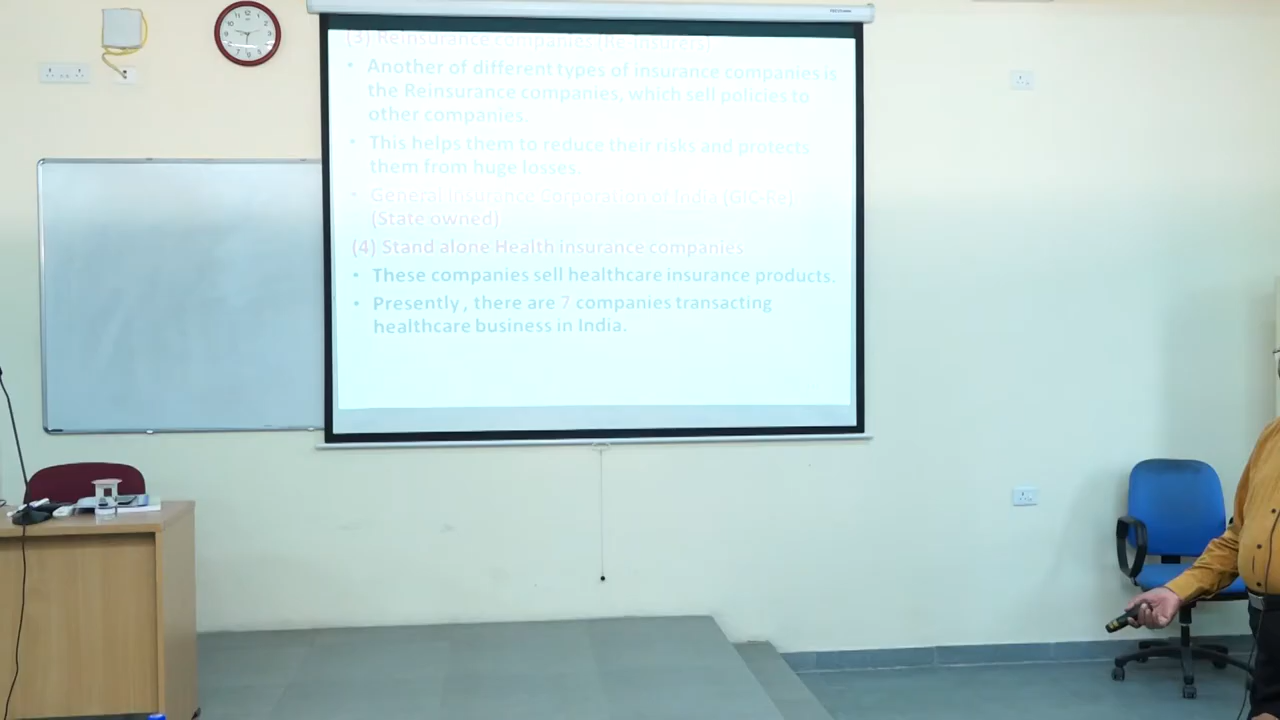 (3) Reinsurance companies (Re-insurers)
• Another of different types of insurance companies is
the Reinsurance companies, which sell policies to
other companies.
• This helps them to reduce their risks and protects
them from huge losses.
• General Insurance Corporation of India (GIC-Re)
(State owned)
(4) Stand alone Health insurance companies
• These companies sell healthcare insurance products.
• Presently, there are 7 companies transacting
healthcare business in India.